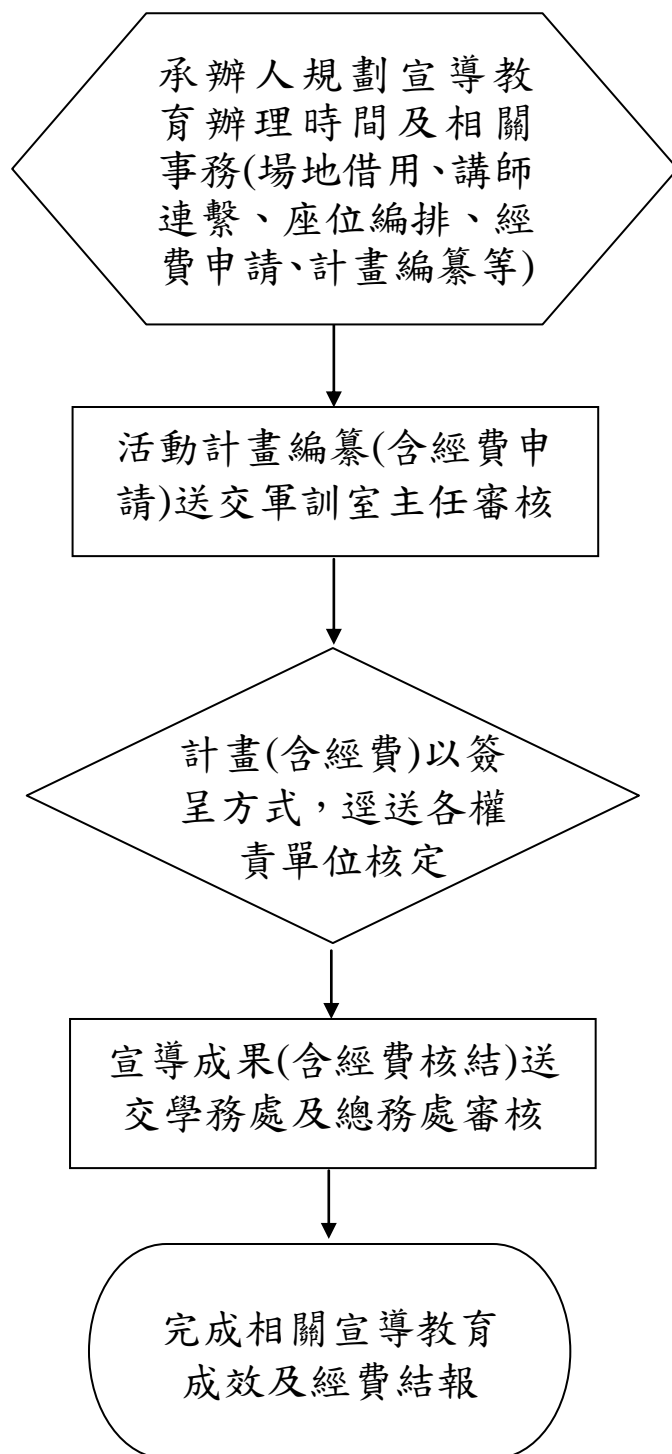 承辦人規劃宣導教
育辦理時間及相關
事務(場地借用、講師
連繫、座位編排、經
費申請、計畫編纂等)
活動計畫編纂(含經費申
請)送交軍訓室主任審核
計畫(含經費)以簽
呈方式，逕送各權
責單位核定
宣導成果(含經費核結)送
交學務處及總務處審核
完成相關宣導教育
成效及經費結報